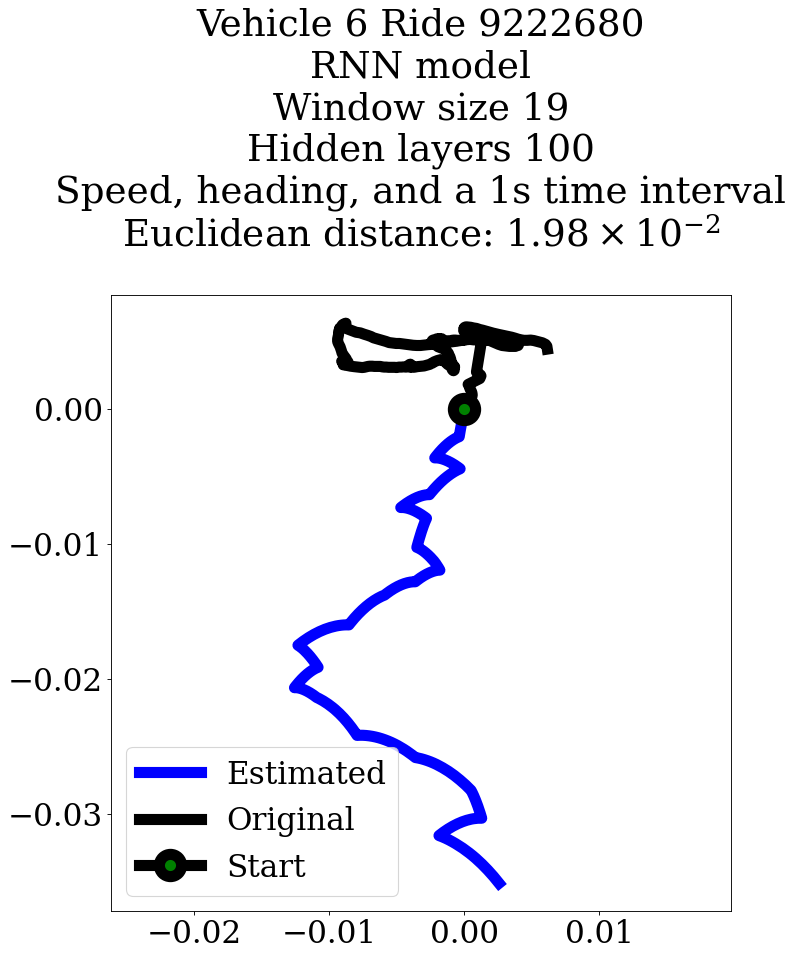 Vehicle 6 Ride 9222680
RNN model
Window size 19
Hidden layers 100
Speed, heading, and a 1s time interval
Euclidean distance: 1.98 × 10⁻²
0.00
−0.01
−0.02
−0.03
Estimated
Original
Start
−0.02
−0.01
0.00
0.01